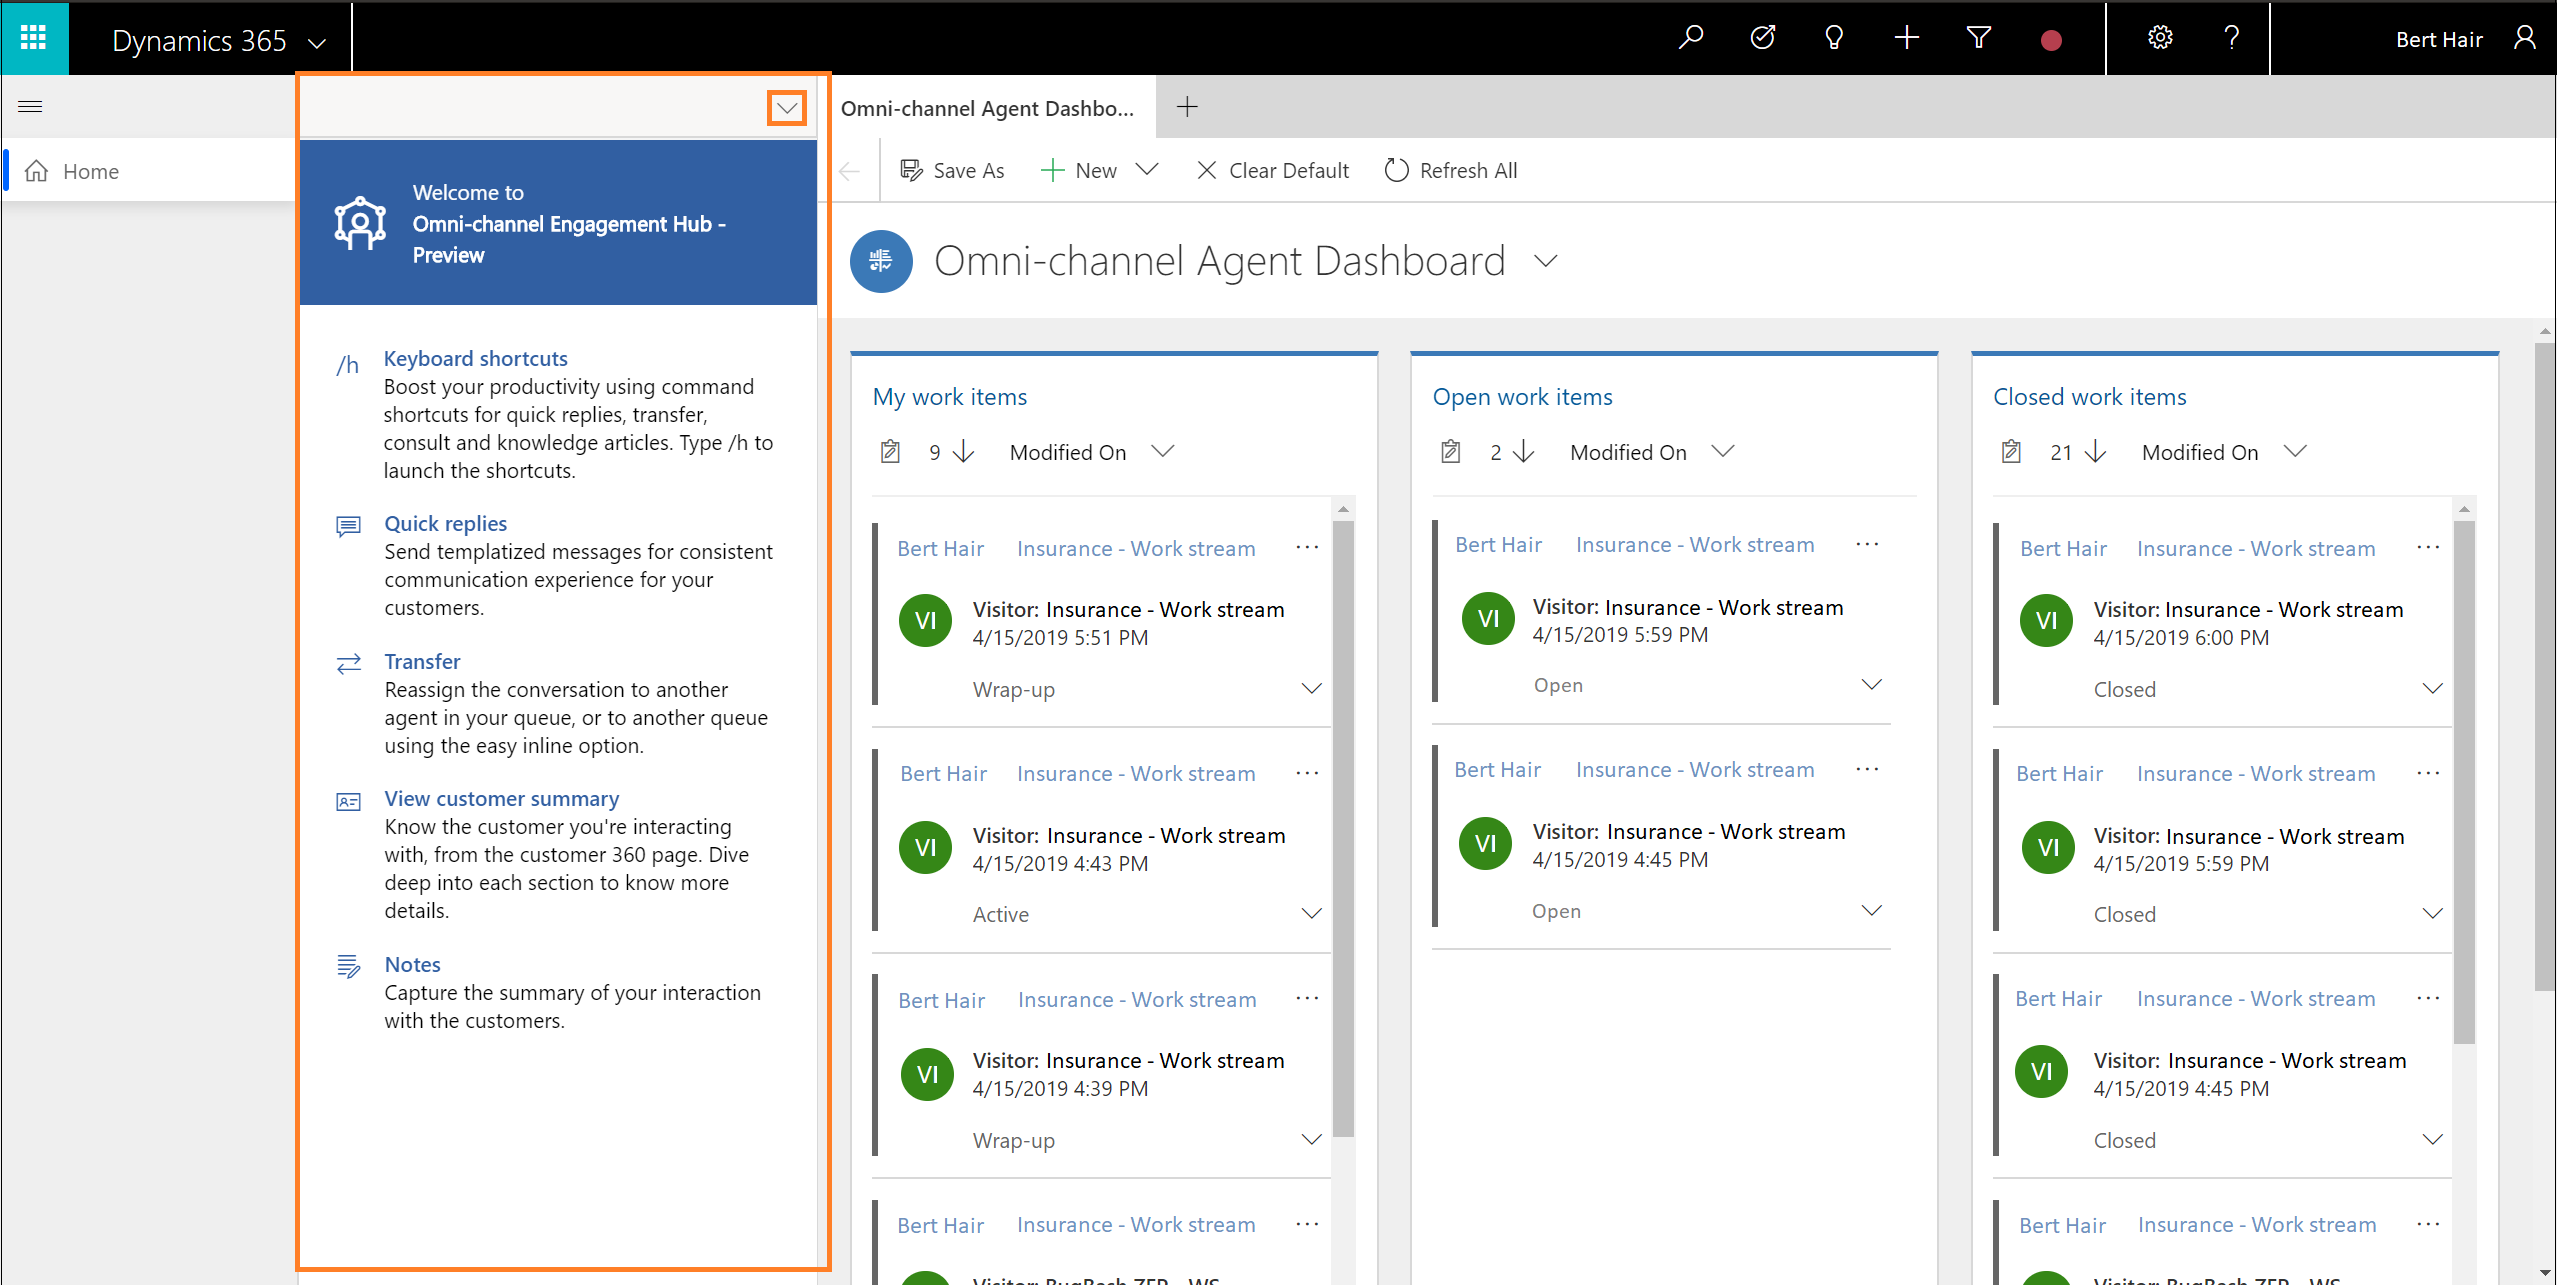 Dynamics 365
Bert Hair
Home
Welcome to
Omni-channel Engagement Hub -
Preview
/h
Keyboard shortcuts
Boost your productivity using command
shortcuts for quick replies, transfer,
consult and knowledge articles. Type /h to
launch the shortcuts.
Quick replies
Send templatized messages for consistent
communication experience for your
customers.
Transfer
Reassign the conversation to another
agent in your queue, or to another queue
using the easy inline option.
View customer summary
Know the customer you're interacting
with, from the customer 360 page. Dive
deep into each section to know more
details.
Notes
Capture the summary of your interaction
with the customers.
Omni-channel Agent Dashbo...
Save As
New
Clear Default
Refresh All
Omni-channel Agent Dashboard
My work items
9
Modified On
Bert Hair Insurance - Work stream
VI
Visitor: Insurance - Work stream
4/15/2019 5:51 PM
Wrap-up
Bert Hair Insurance - Work stream
VI
Visitor: Insurance - Work stream
4/15/2019 4:43 PM
Active
Bert Hair Insurance - Work stream
VI
Visitor: Insurance - Work stream
4/15/2019 4:39 PM
Wrap-up
Bert Hair Insurance - Work stream
Open work items
2
Modified On
Bert Hair Insurance - Work stream
VI
Visitor: Insurance - Work stream
4/15/2019 5:59 PM
Open
Bert Hair Insurance - Work stream
VI
Visitor: Insurance - Work stream
4/15/2019 4:45 PM
Open
Closed work items
21
Modified On
Bert Hair Insurance - Work stream
VI
Visitor: Insurance - Work stream
4/15/2019 6:00 PM
Closed
Bert Hair Insurance - Work stream
VI
Visitor: Insurance - Work stream
4/15/2019 5:59 PM
Closed
Bert Hair Insurance - Work stream
VI
Visitor: Insurance - Work stream
4/15/2019 4:45 PM
Closed
Bert Hair Insurance - Work stream